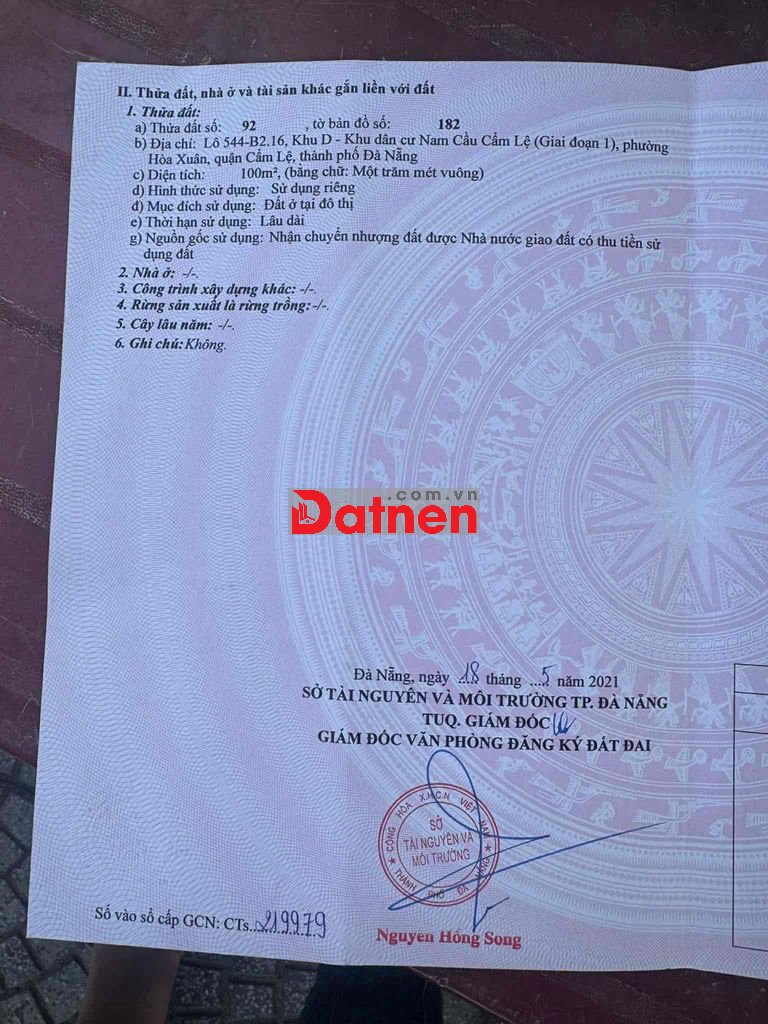 II. Thửa đất, nhà ở và tài sản khác gắn liền với đất
1. Thửa đất:
a) Thửa đất số: 92 , tờ bản đồ số: 182
b) Địa chỉ: Lô 544-B2.16, Khu D - Khu dân cư Nam Cầu Cẩm Lệ (Giai đoạn 1), phường
Hòa Xuân, quận Cẩm Lệ, thành phố Đà Nẵng
c) Diện tích: 100m², (bằng chữ: Một trăm mét vuông)
d) Hình thức sử dụng: Sử dụng riêng
đ) Mục đích sử dụng: Đất ở tại đô thị
e) Thời hạn sử dụng: Lâu dài
g) Nguồn gốc sử dụng: Nhận chuyển nhượng đất được Nhà nước giao đất có thu tiền sử
dụng đất
2. Nhà ở: -/-.
3. Công trình xây dựng khác: -/-.
4. Rừng sản xuất là rừng trồng: -/-.
5. Cây lâu năm: -/-.
6. Ghi chú: Không.
.com.vn
Datnen
Đà Nẵng, ngày .18 tháng ...5 năm 2021
SỞ TÀI NGUYÊN VÀ MÔI TRƯỜNG TP. ĐÀ NẴNG
TUQ. GIÁM ĐỐC
GIÁM ĐỐC VĂN PHÒNG ĐĂNG KÝ ĐẤT ĐAI
CỘNG HÒA X.H.C.N VIỆT NAM
SỞ
TÀI NGUYÊN VÀ
MÔI TRƯỜNG
THÀNH PHỐ ĐÀ NẴNG
Số vào sổ cấp GCN: CTs..219979
Nguyen Hồng Song